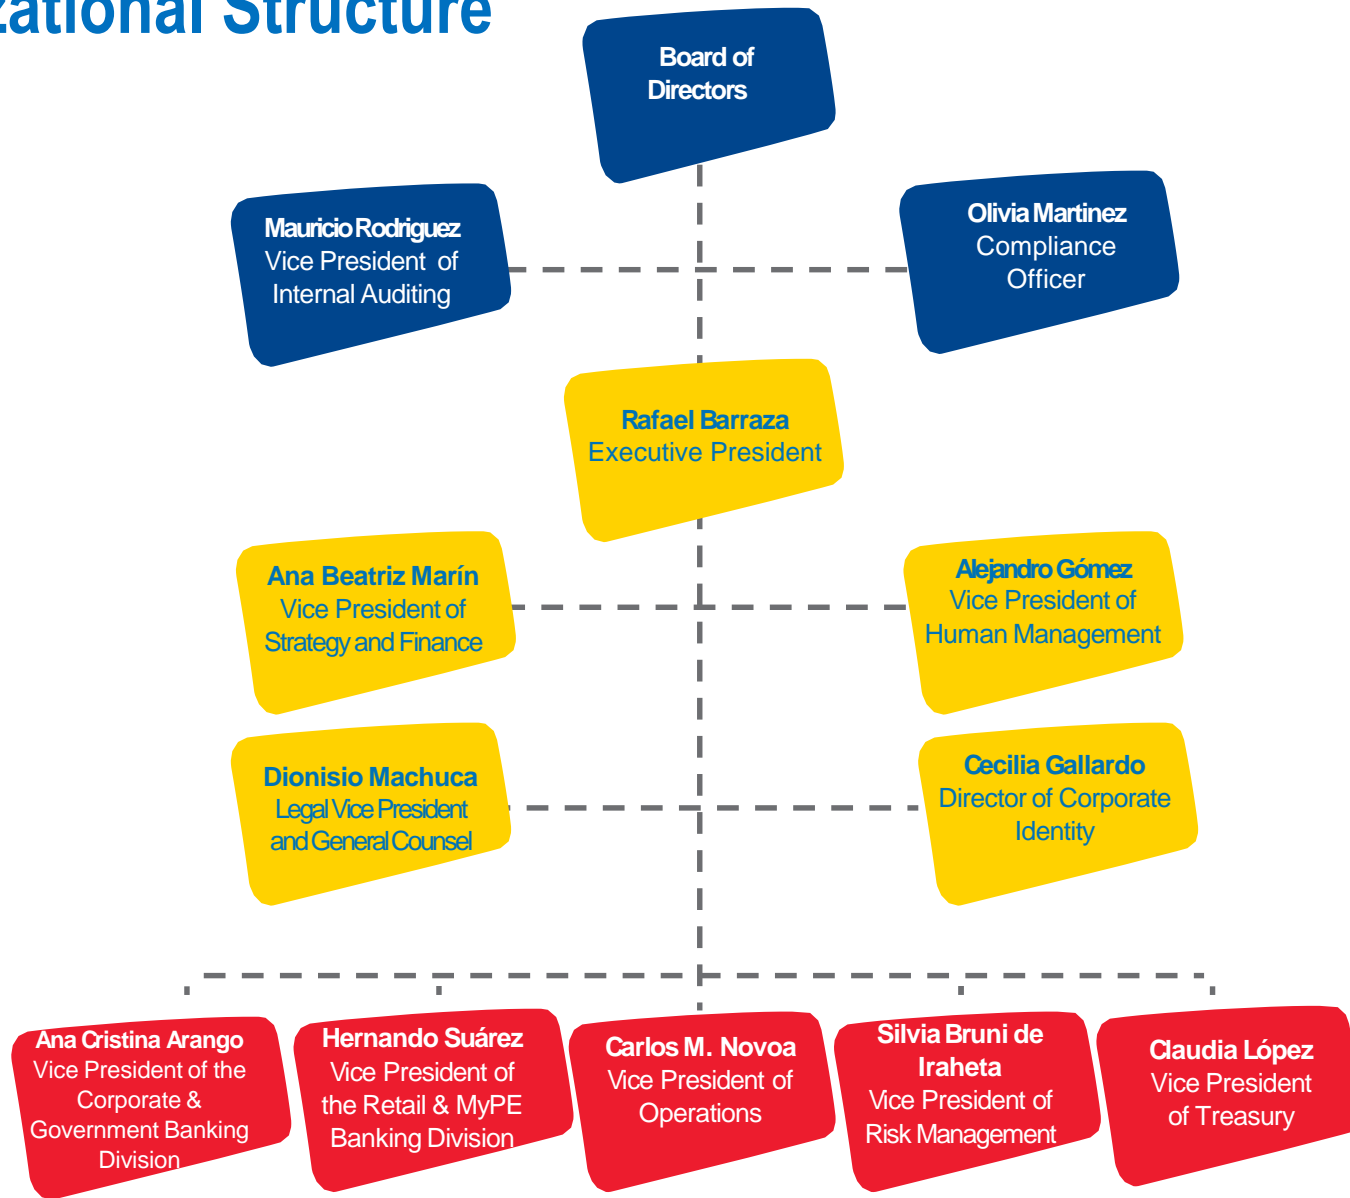 zational Structure
Board of
Directors
Mauricio Rodriguez
Vice President of
Internal Auditing
Olivia Martinez
Compliance
Officer
Rafael Barraza
Executive President
Ana Beatriz Marín
Vice President of
Strategy and Finance
Alejandro Gómez
Vice President of
Human Management
Dionisio Machuca
Legal Vice President
and General Counsel
Cecilia Gallardo
Director of Corporate
Identity
Ana Cristina Arango
Vice President of the
Corporate &
Government Banking
Division
Hernando Suárez
Vice President of
the Retail & MyPE
Banking Division
Carlos M. Novoa
Vice President of
Operations
Silvia Bruni de
Iraheta
Vice President of
Risk Management
Claudia López
Vice President
of Treasury